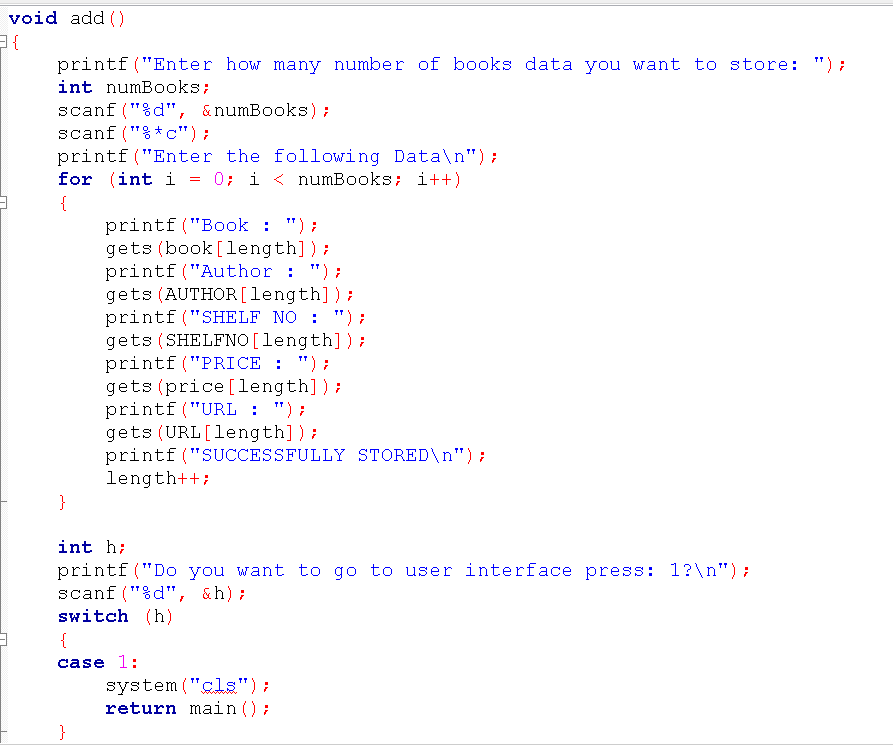 void add()
{
    printf("Enter how many number of books data you want to store: ");
    int numBooks;
    scanf("%d", &numBooks);
    scanf("%*c");
    printf("Enter the following Data\n");
    for (int i = 0; i < numBooks; i++)
    {
        printf("Book : ");
        gets(book[length]);
        printf("Author : ");
        gets(AUTHOR[length]);
        printf("SHELF NO : ");
        gets(SHELFNO[length]);
        printf("PRICE : ");
        gets(price[length]);
        printf("URL : ");
        gets(URL[length]);
        printf("SUCCESSFULLY STORED\n");
        length++;
    }

    int h;
    printf("Do you want to go to user interface press: 1?\n");
    scanf("%d", &h);
    switch (h)
    {
    case 1:
        system("cls");
        return main();
    }